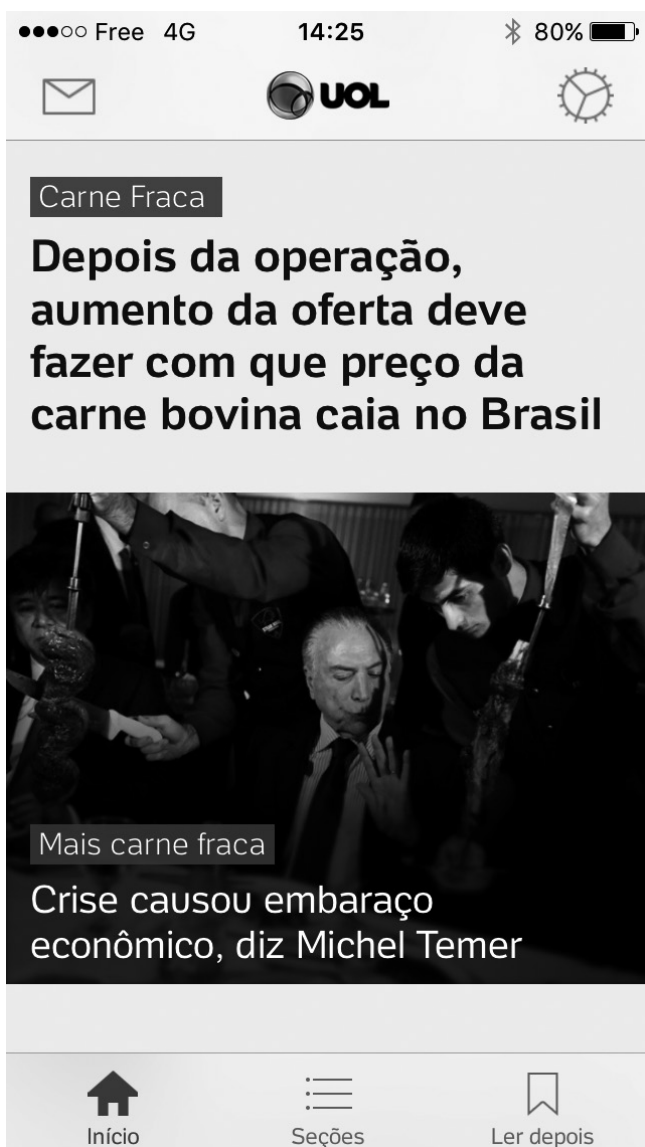 Free 4G 14:25 80%
UOL
Carne Fraca
Depois da operação,
aumento da oferta deve
fazer com que preço da
carne bovina caia no Brasil
Mais carne fraca
Crise causou embaraço
econômico, diz Michel Temer
Início Seções Ler depois